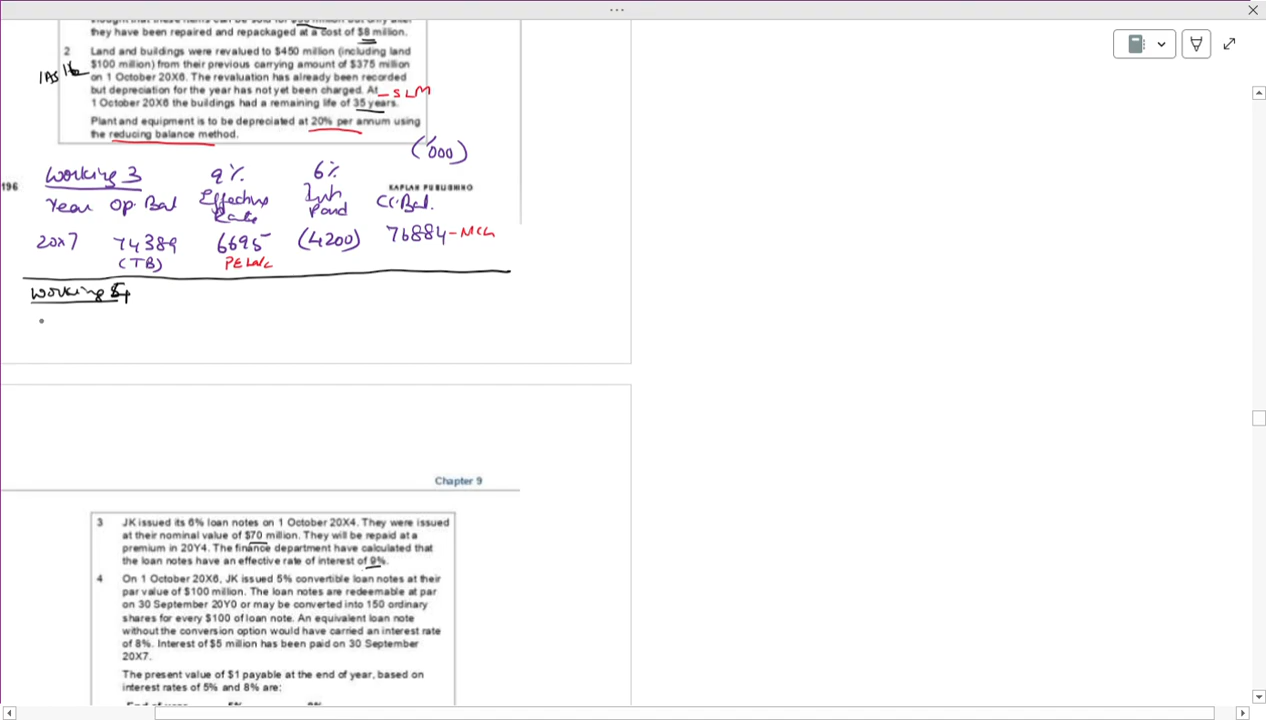 they have been repaired and repackaged at a cost of $8 million.
2 Land and buildings were revalued to $450 million (including land
$100 million) from their previous carrying amount of $375 million
IAS 16 on 1 October 20X6. The revaluation has already been recorded
but depreciation for the year has not yet been charged. At
- SLM
1 October 20X6 the buildings had a remaining life of 35 years.
Plant and equipment is to be depreciated at 20% per annum using
the reducing balance method.
('000)
Working 3 9% 6%
196 KAPLAN PUBLISHING
Year Op. Bal Effective Rate Int Paid Cl. Bal.
20x7 74389 6695 (4200) 76884 - NCL
(TB)
Working 4
Chapter 9
3 JK issued its 6% loan notes on 1 October 20X4. They were issued
at their nominal value of $70 million. They will be repaid at a
premium in 20Y4. The finance department have calculated that
the loan notes have an effective rate of interest of 9%.
4 On 1 October 20X6, JK issued 5% convertible loan notes at their
par value of $100 million. The loan notes are redeemable at par
on 30 September 20Y0 or may be converted into 150 ordinary
shares for every $100 of loan note. An equivalent loan note
without the conversion option would have carried an interest rate
of 8%. Interest of $5 million has been paid on 30 September
20X7.
The present value of $1 payable at the end of year, based on
interest rates of 5% and 8% are: